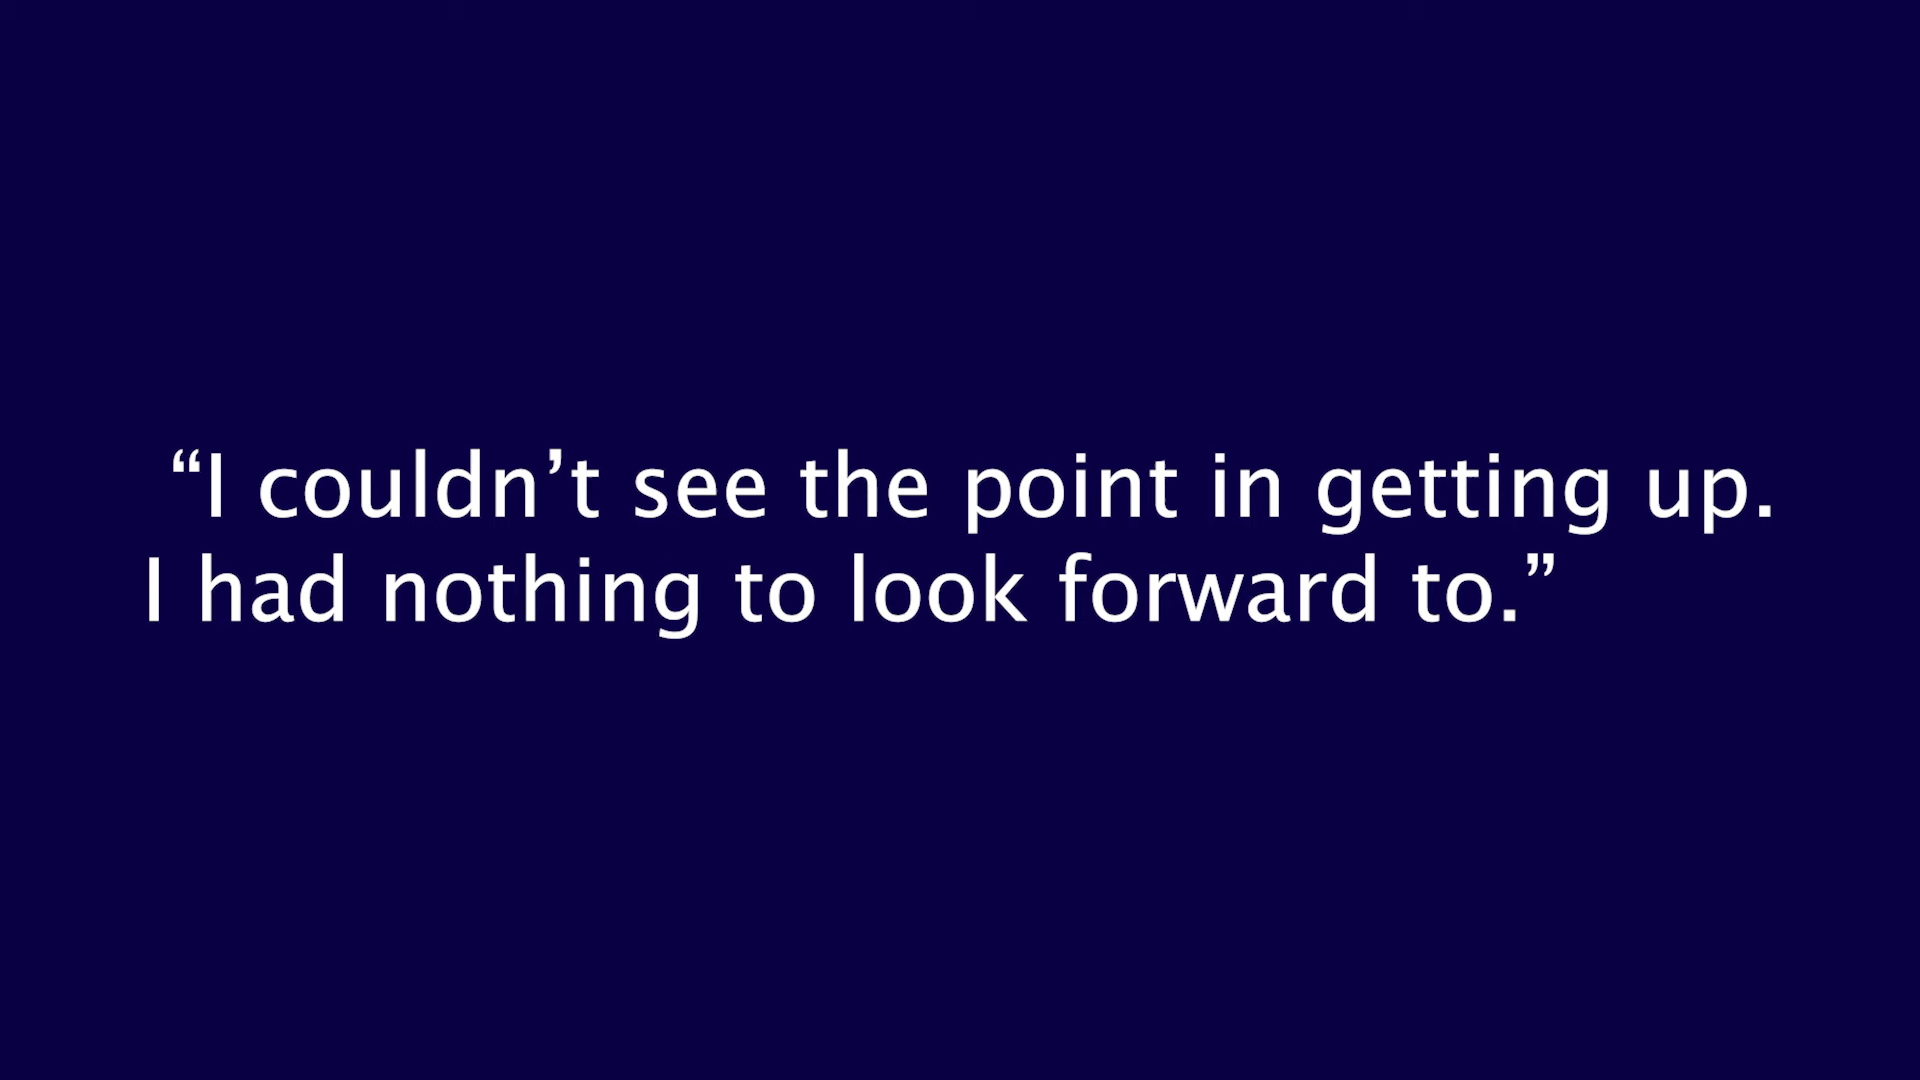 “I couldn’t see the point in getting up.
I had nothing to look forward to.”